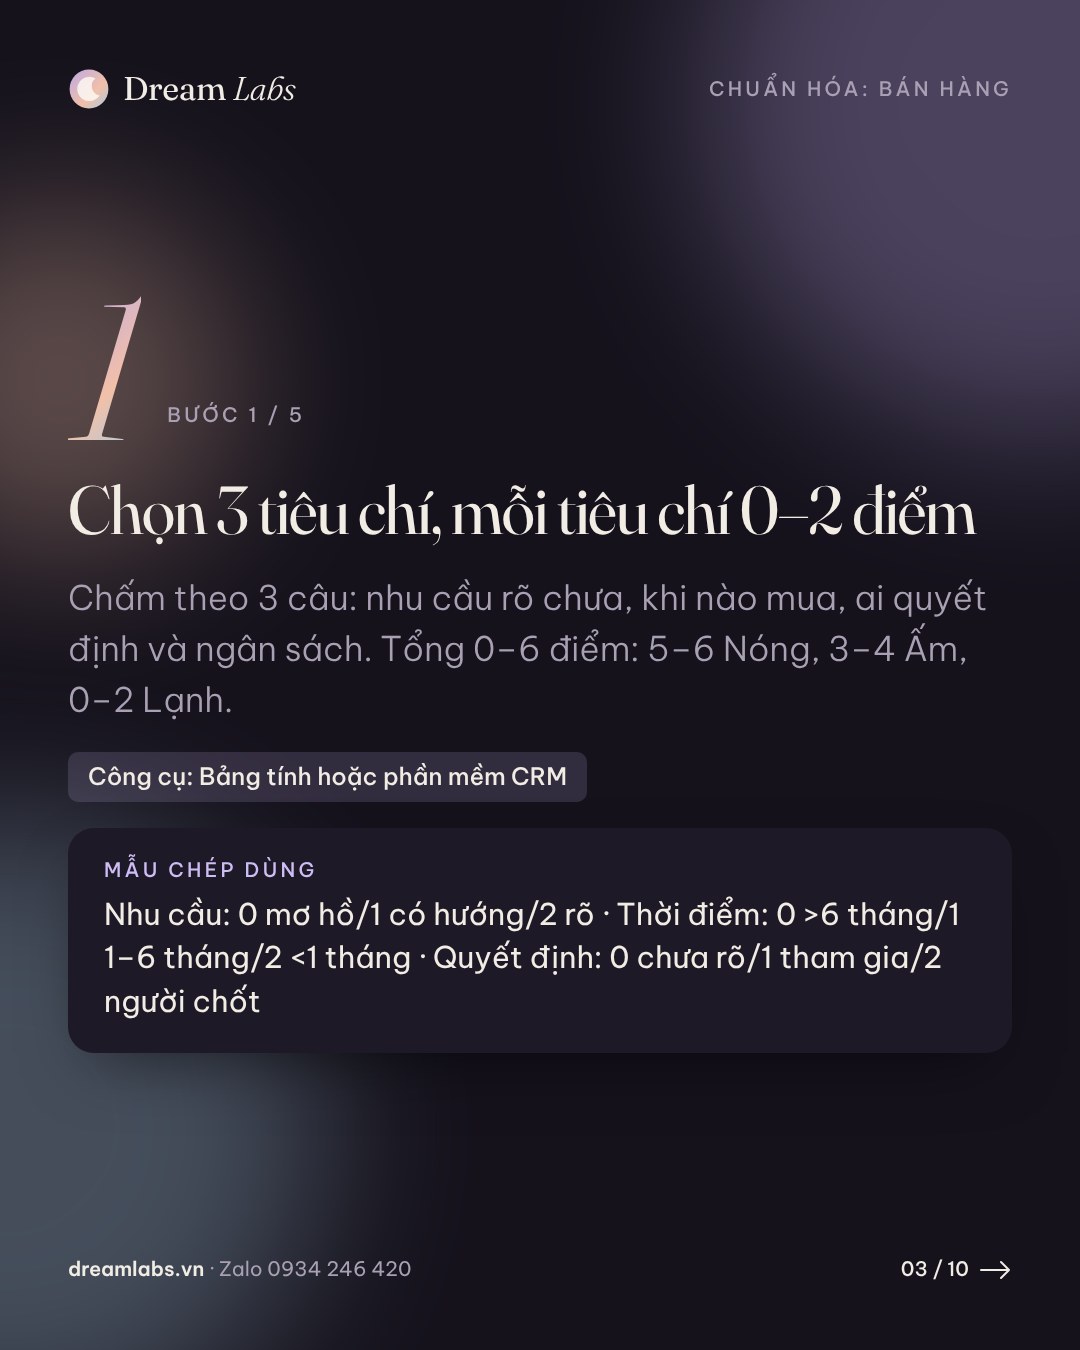 Dream Labs
CHUẨN HÓA: BÁN HÀNG
1
BƯỚC 1 / 5
Chọn 3 tiêu chí, mỗi tiêu chí 0–2 điểm
Chấm theo 3 câu: nhu cầu rõ chưa, khi nào mua, ai quyết
định và ngân sách. Tổng 0–6 điểm: 5–6 Nóng, 3–4 Ấm,
0–2 Lạnh.
Công cụ: Bảng tính hoặc phần mềm CRM
MẪU CHÉP DÙNG
Nhu cầu: 0 mơ hồ/1 có hướng/2 rõ · Thời điểm: 0 >6 tháng/1
1–6 tháng/2 <1 tháng · Quyết định: 0 chưa rõ/1 tham gia/2
người chốt
dreamlabs.vn · Zalo 0934 246 420
03 / 10 →